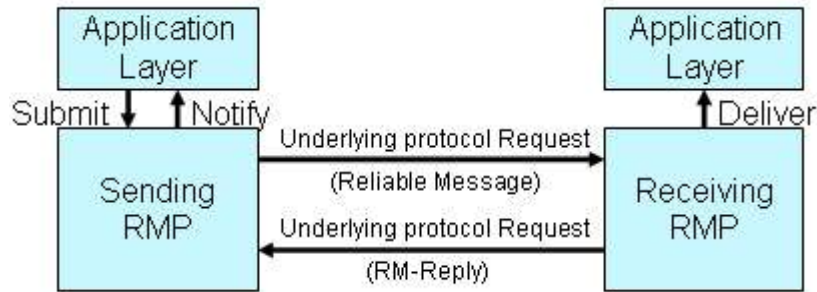 Application
Layer
Application
Layer
Submit
Notify
Deliver
Underlying protocol Request
(Reliable Message)
Sending
RMP
Receiving
RMP
Underlying protocol Request
(RM-Reply)